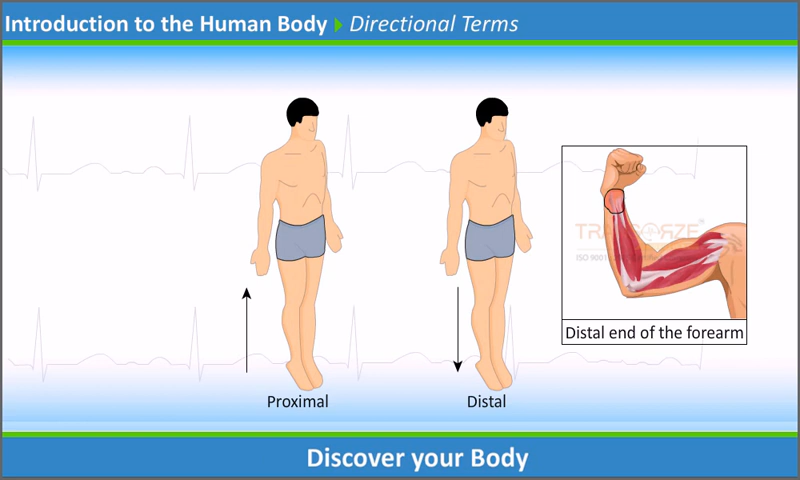 Introduction to the Human Body Directional Terms
Proximal
Distal
Distal end of the forearm
Discover your Body